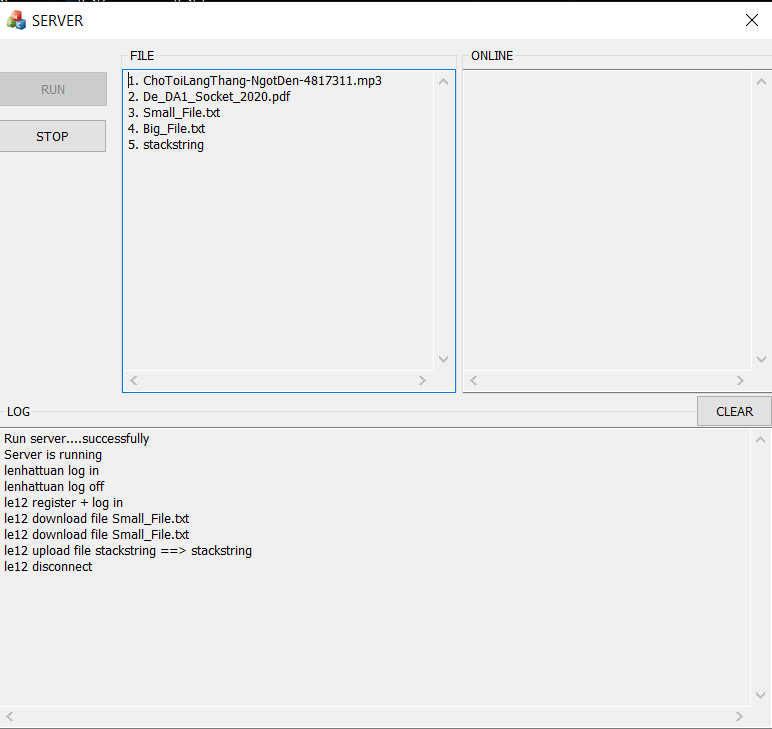 SERVER
FILE
ONLINE
RUN
STOP
1. ChoToiLangThang-NgotDen-4817311.mp3
2. De_DA1_Socket_2020.pdf
3. Small_File.txt
4. Big_File.txt
5. stackstring
LOG
CLEAR
Run server....successfully
Server is running
lenhattuan log in
lenhattuan log off
le12 register + log in
le12 download file Small_File.txt
le12 download file Small_File.txt
le12 upload file stackstring ==> stackstring
le12 disconnect